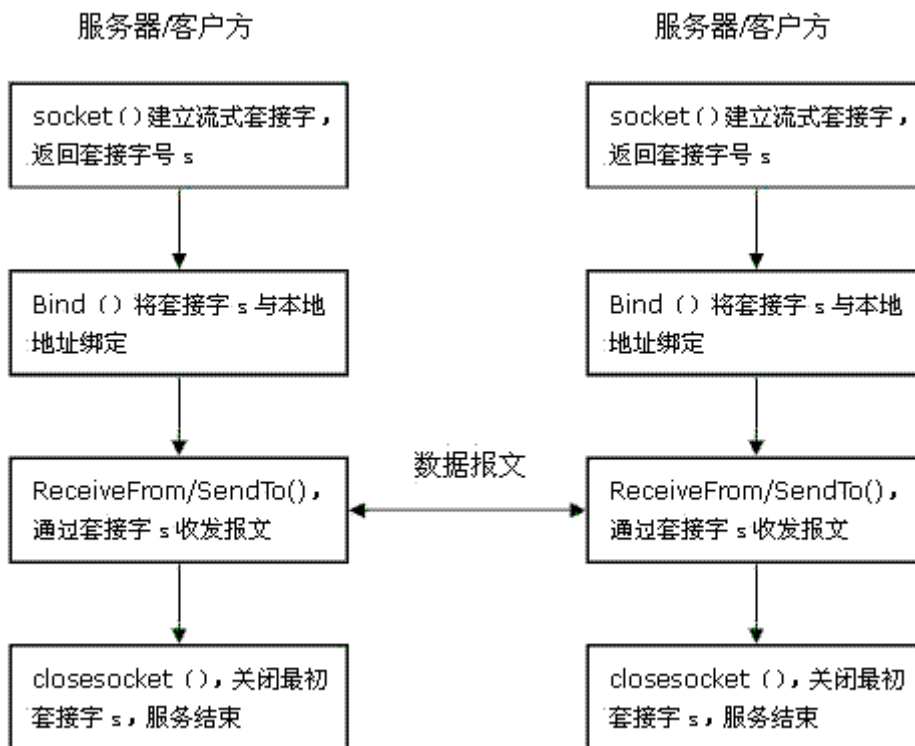 服务器/客户方
服务器/客户方
socket()建立流式套接字，
返回套接字号 s
socket()建立流式套接字，
返回套接字号 s
Bind （）将套接字 s 与本地
地址绑定
Bind （）将套接字 s 与本地
地址绑定
数据报文
ReceiveFrom/SendTo()，
通过套接字 s 收发报文
ReceiveFrom/SendTo()，
通过套接字 s 收发报文
closesocket （），关闭最初
套接字 s，服务结束
closesocket （），关闭最初
套接字 s，服务结束